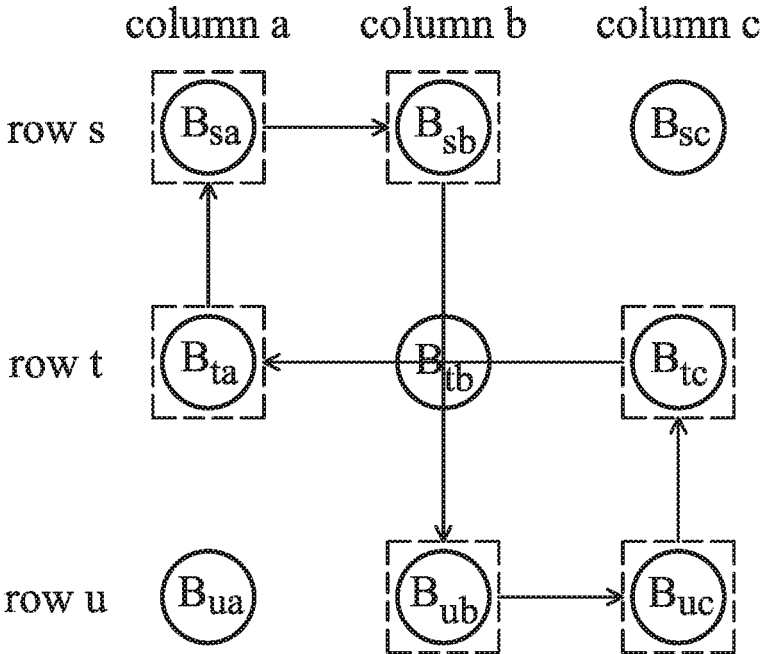 column a column b column c
row s B_sa B_sb B_sc
row t B_ta B_tb B_tc
row u B_ua B_ub B_uc